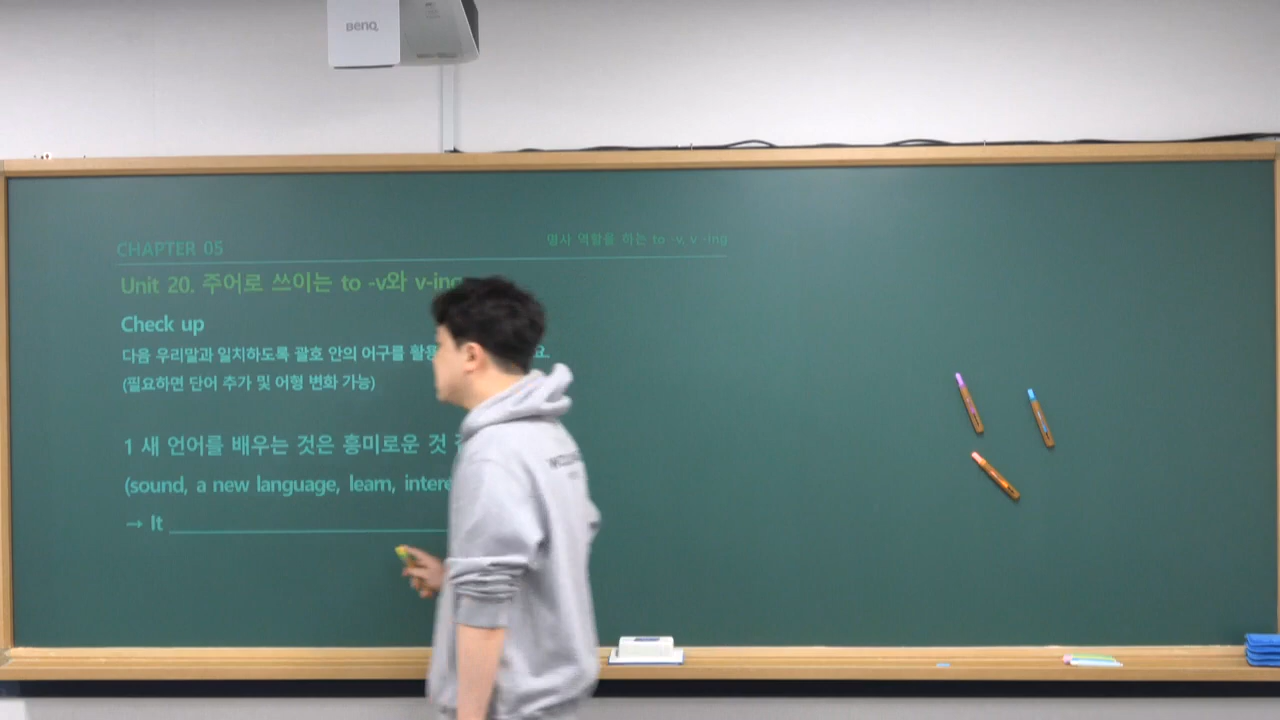 BenQ
CHAPTER 05
명사 역할을 하는 to -v, v -ing
Unit 20. 주어로 쓰이는 to -v와 v-ing
Check up
다음 우리말과 일치하도록 괄호 안의 어구를 활용 요.
(필요하면 단어 추가 및 어형 변화 가능)
1 새 언어를 배우는 것은 흥미로운 것
(sound, a new language, learn, intere
→ It